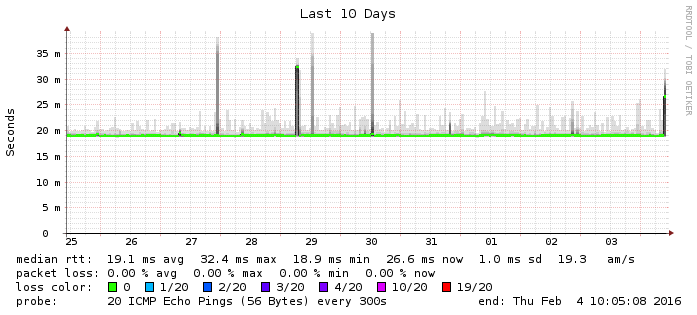 Last 10 Days
RRDTOOL / TOBI OETIKER
Seconds
35 m
30 m
25 m
20 m
15 m
10 m
5 m
0
25 26 27 28 29 30 31 01 02 03
median rtt: 19.1 ms avg 32.4 ms max 18.9 ms min 26.6 ms now 1.0 ms sd 19.3 am/s
packet loss: 0.00 % avg 0.00 % max 0.00 % min 0.00 % now
loss color: 0 1/20 2/20 3/20 4/20 10/20 19/20
probe: 20 ICMP Echo Pings (56 Bytes) every 300s end: Thu Feb 4 10:05:08 2016